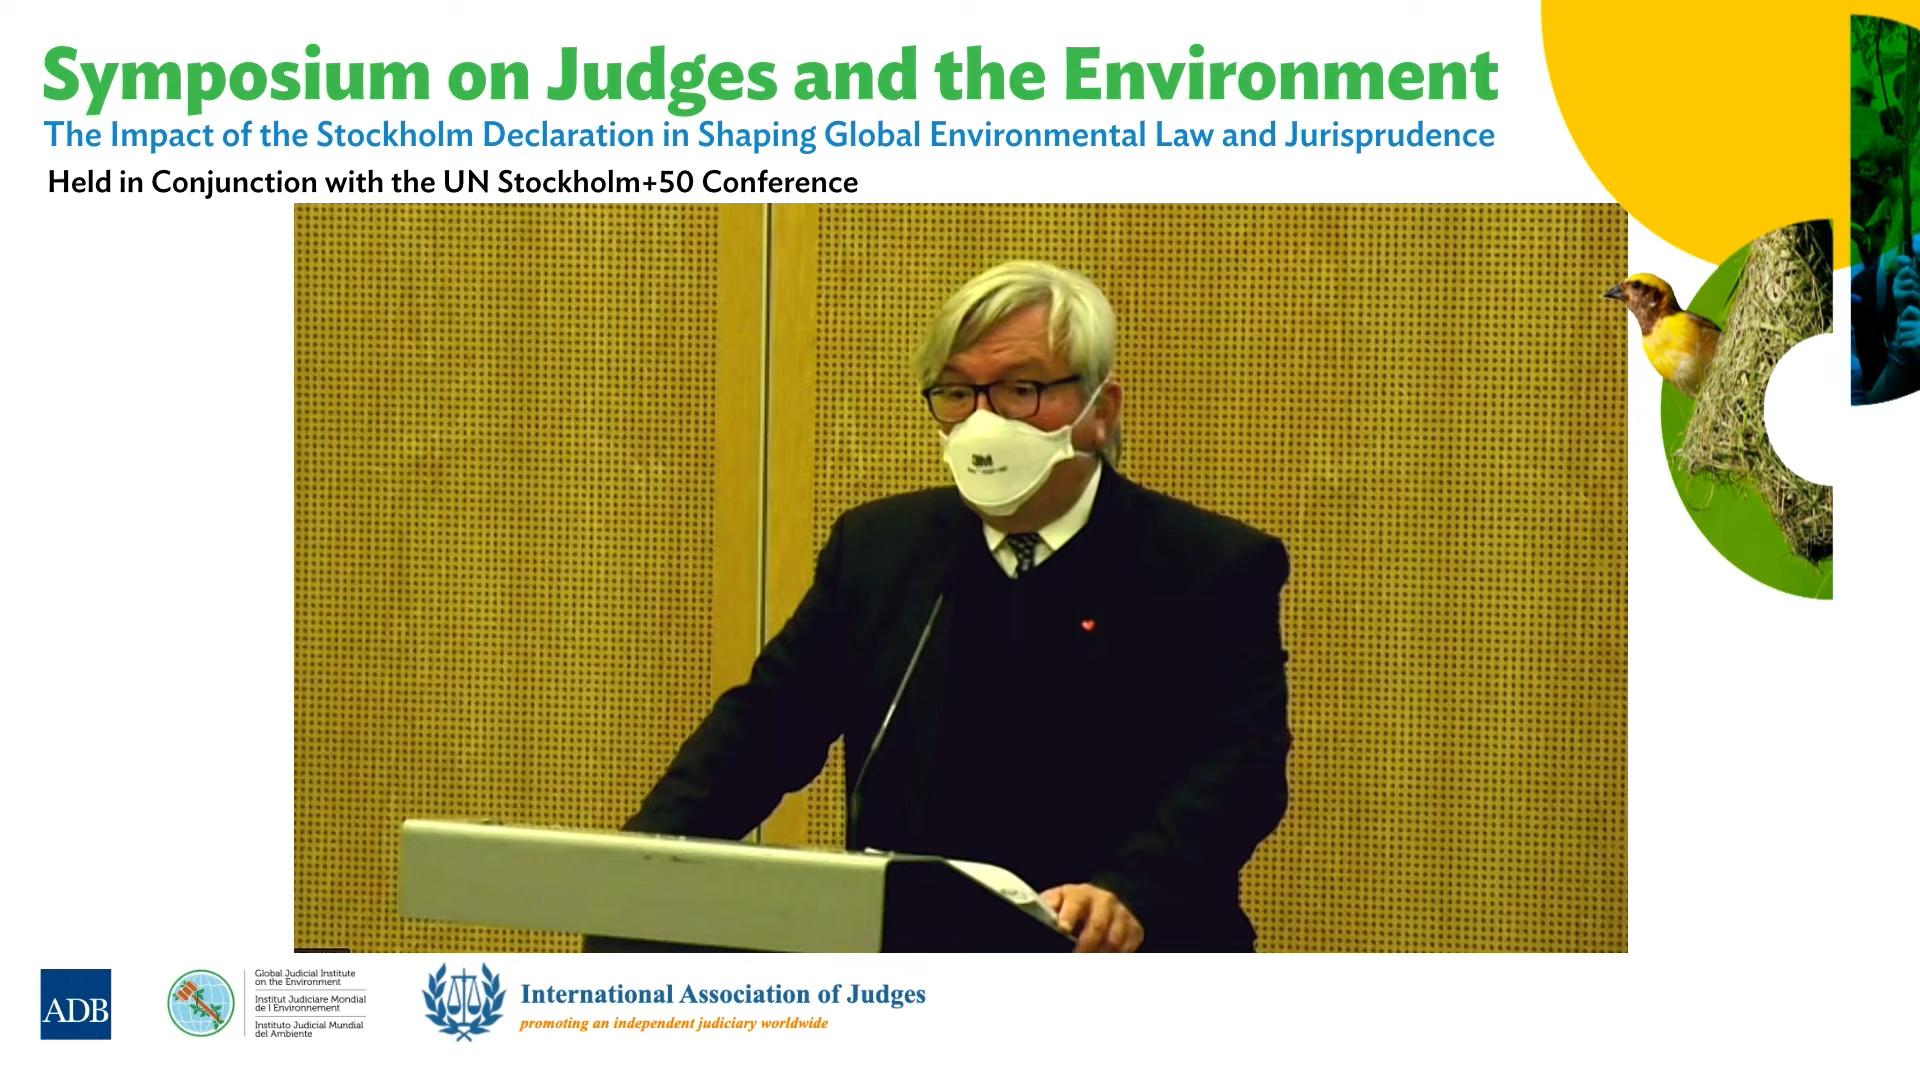 Symposium on Judges and the Environment
The Impact of the Stockholm Declaration in Shaping Global Environmental Law and Jurisprudence
Held in Conjunction with the UN Stockholm+50 Conference
3M
ADB
Global Judicial Institute
on the Environment
Institut Judiciare Mondial
de l Environnement
Instituto Judicial Mundial
del Ambiente
International Association of Judges
promoting an independent judiciary worldwide